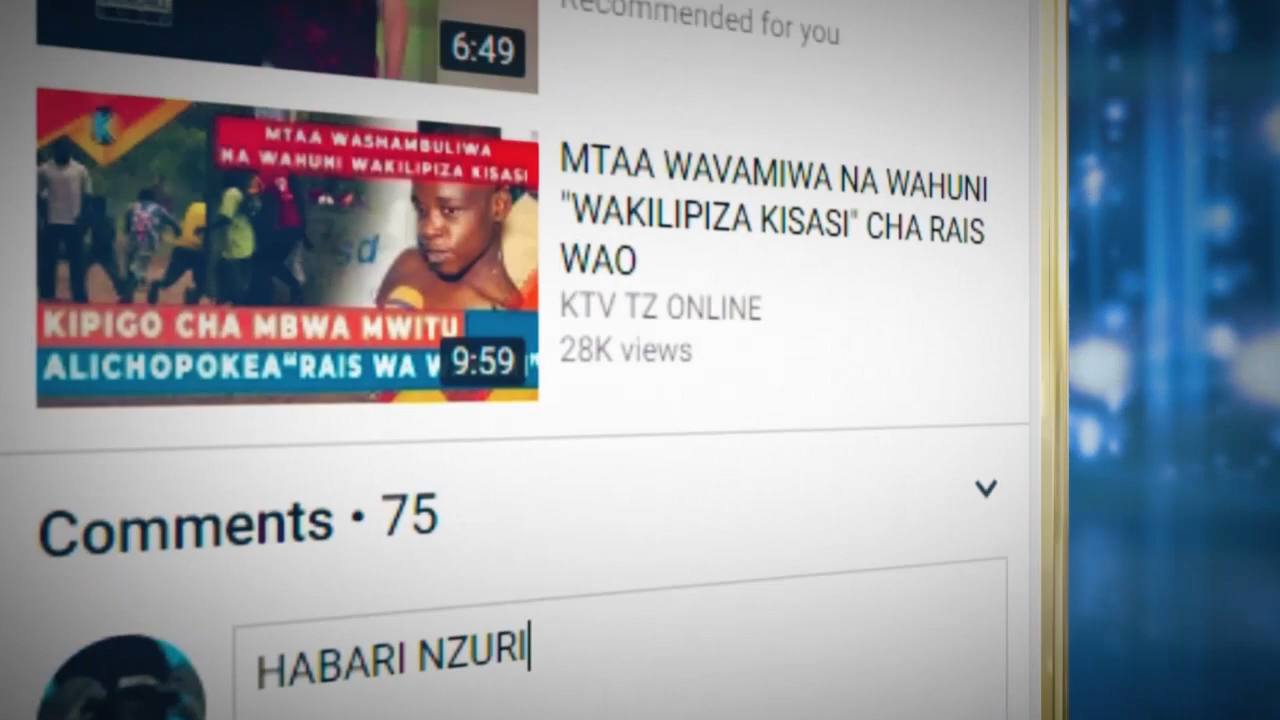 Recommended for you
6:49
MTAA WASHAMBULIWA
NA WAHUNI WAKILIPIZA KISASI
KIPIGO CHA MBWA MWITU
ALICHOPOKEA"RAIS WA
9:59
MTAA WAVAMIWA NA WAHUNI
"WAKILIPIZA KISASI" CHA RAIS
WAO
KTV TZ ONLINE
28K views
Comments • 75
HABARI NZURI